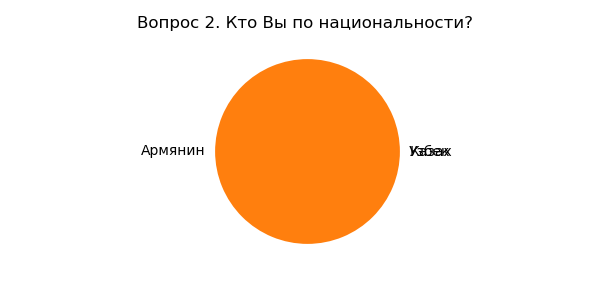 Вопрос 2. Кто Вы по национальности?
Армянин